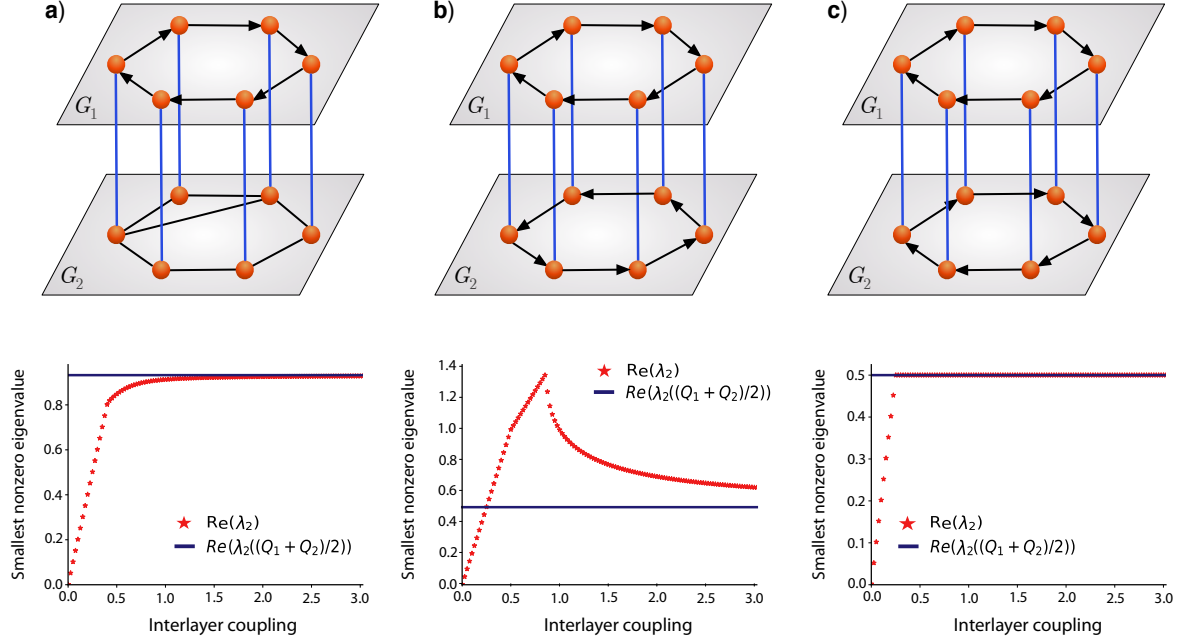 a)
G1
G2
b)
G1
G2
c)
G1
G2
Smallest nonzero eigenvalue
0.8
0.6
0.4
0.2
0.0
Re(λ2)
Re(λ2((Q1 + Q2)/2))
0.0 0.5 1.0 1.5 2.0 2.5 3.0
Interlayer coupling
Smallest nonzero eigenvalue
1.4
1.2
1.0
0.8
0.6
0.4
0.2
0.0
Re(λ2)
Re(λ2((Q1 + Q2)/2))
0.0 0.5 1.0 1.5 2.0 2.5 3.0
Interlayer coupling
Smallest nonzero eigenvalue
0.5
0.4
0.3
0.2
0.1
0.0
Re(λ2)
Re(λ2((Q1 + Q2)/2))
0.0 0.5 1.0 1.5 2.0 2.5 3.0
Interlayer coupling